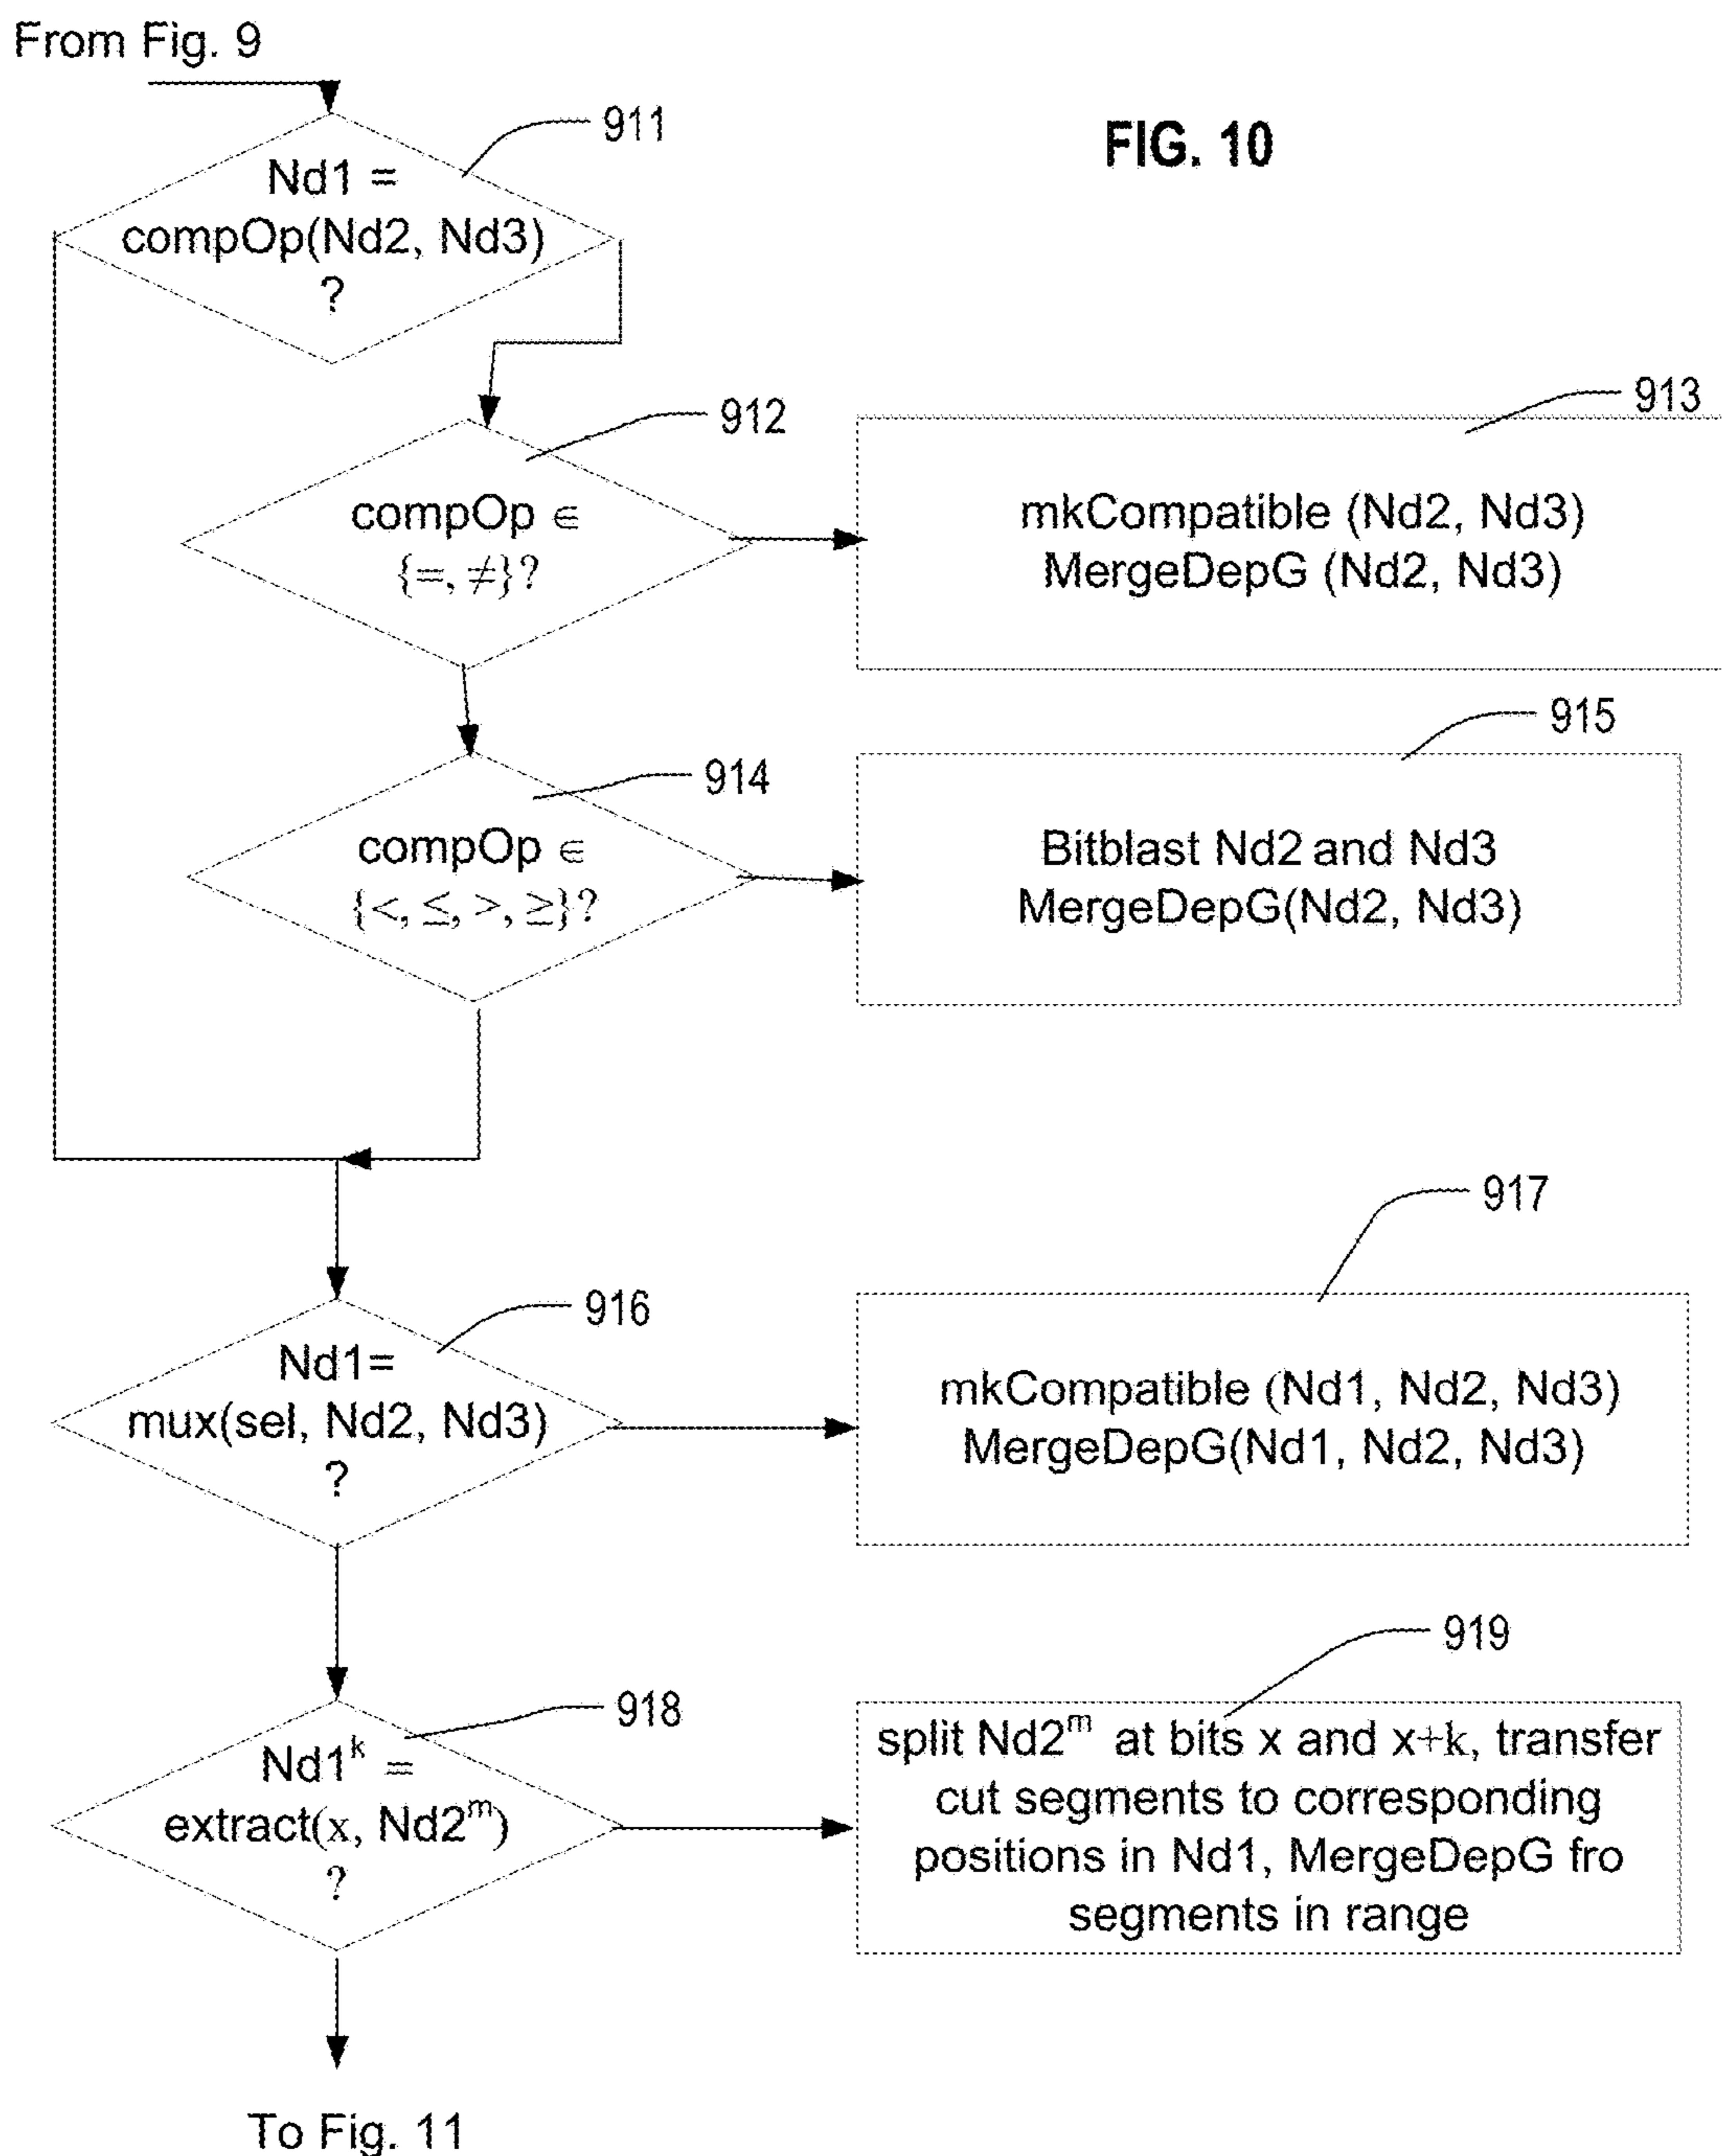 From Fig. 9
FIG. 10
911
Nd1 =
compOp(Nd2, Nd3)
?
912
compOp ∈
{=, ≠}?
913
mkCompatible (Nd2, Nd3)
MergeDepG (Nd2, Nd3)
914
compOp ∈
{<, ≤, >, ≥}?
915
Bitblast Nd2 and Nd3
MergeDepG(Nd2, Nd3)
916
Nd1=
mux(sel, Nd2, Nd3)
?
917
mkCompatible (Nd1, Nd2, Nd3)
MergeDepG(Nd1, Nd2, Nd3)
918
Nd1ᵏ =
extract(x, Nd2ᵐ)
?
919
split Nd2ᵐ at bits x and x+k, transfer
cut segments to corresponding
positions in Nd1, MergeDepG fro
segments in range
To Fig. 11